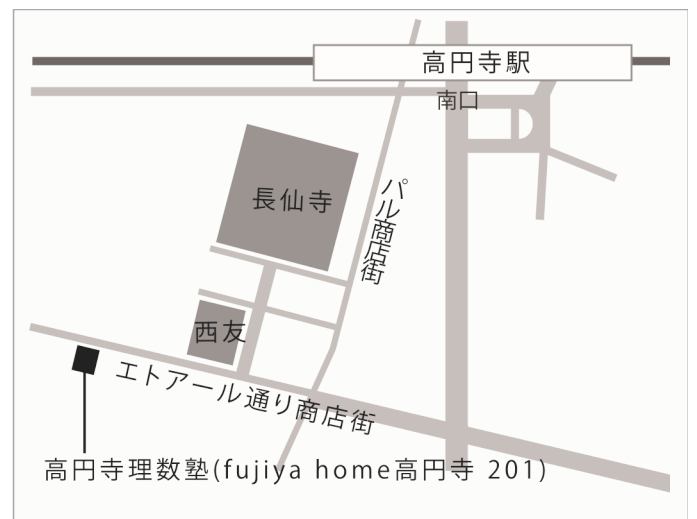 高円寺駅
南口
長仙寺
パル商店街
西友
エトアール通り商店街
高円寺理数塾(fujiya home高円寺 201)